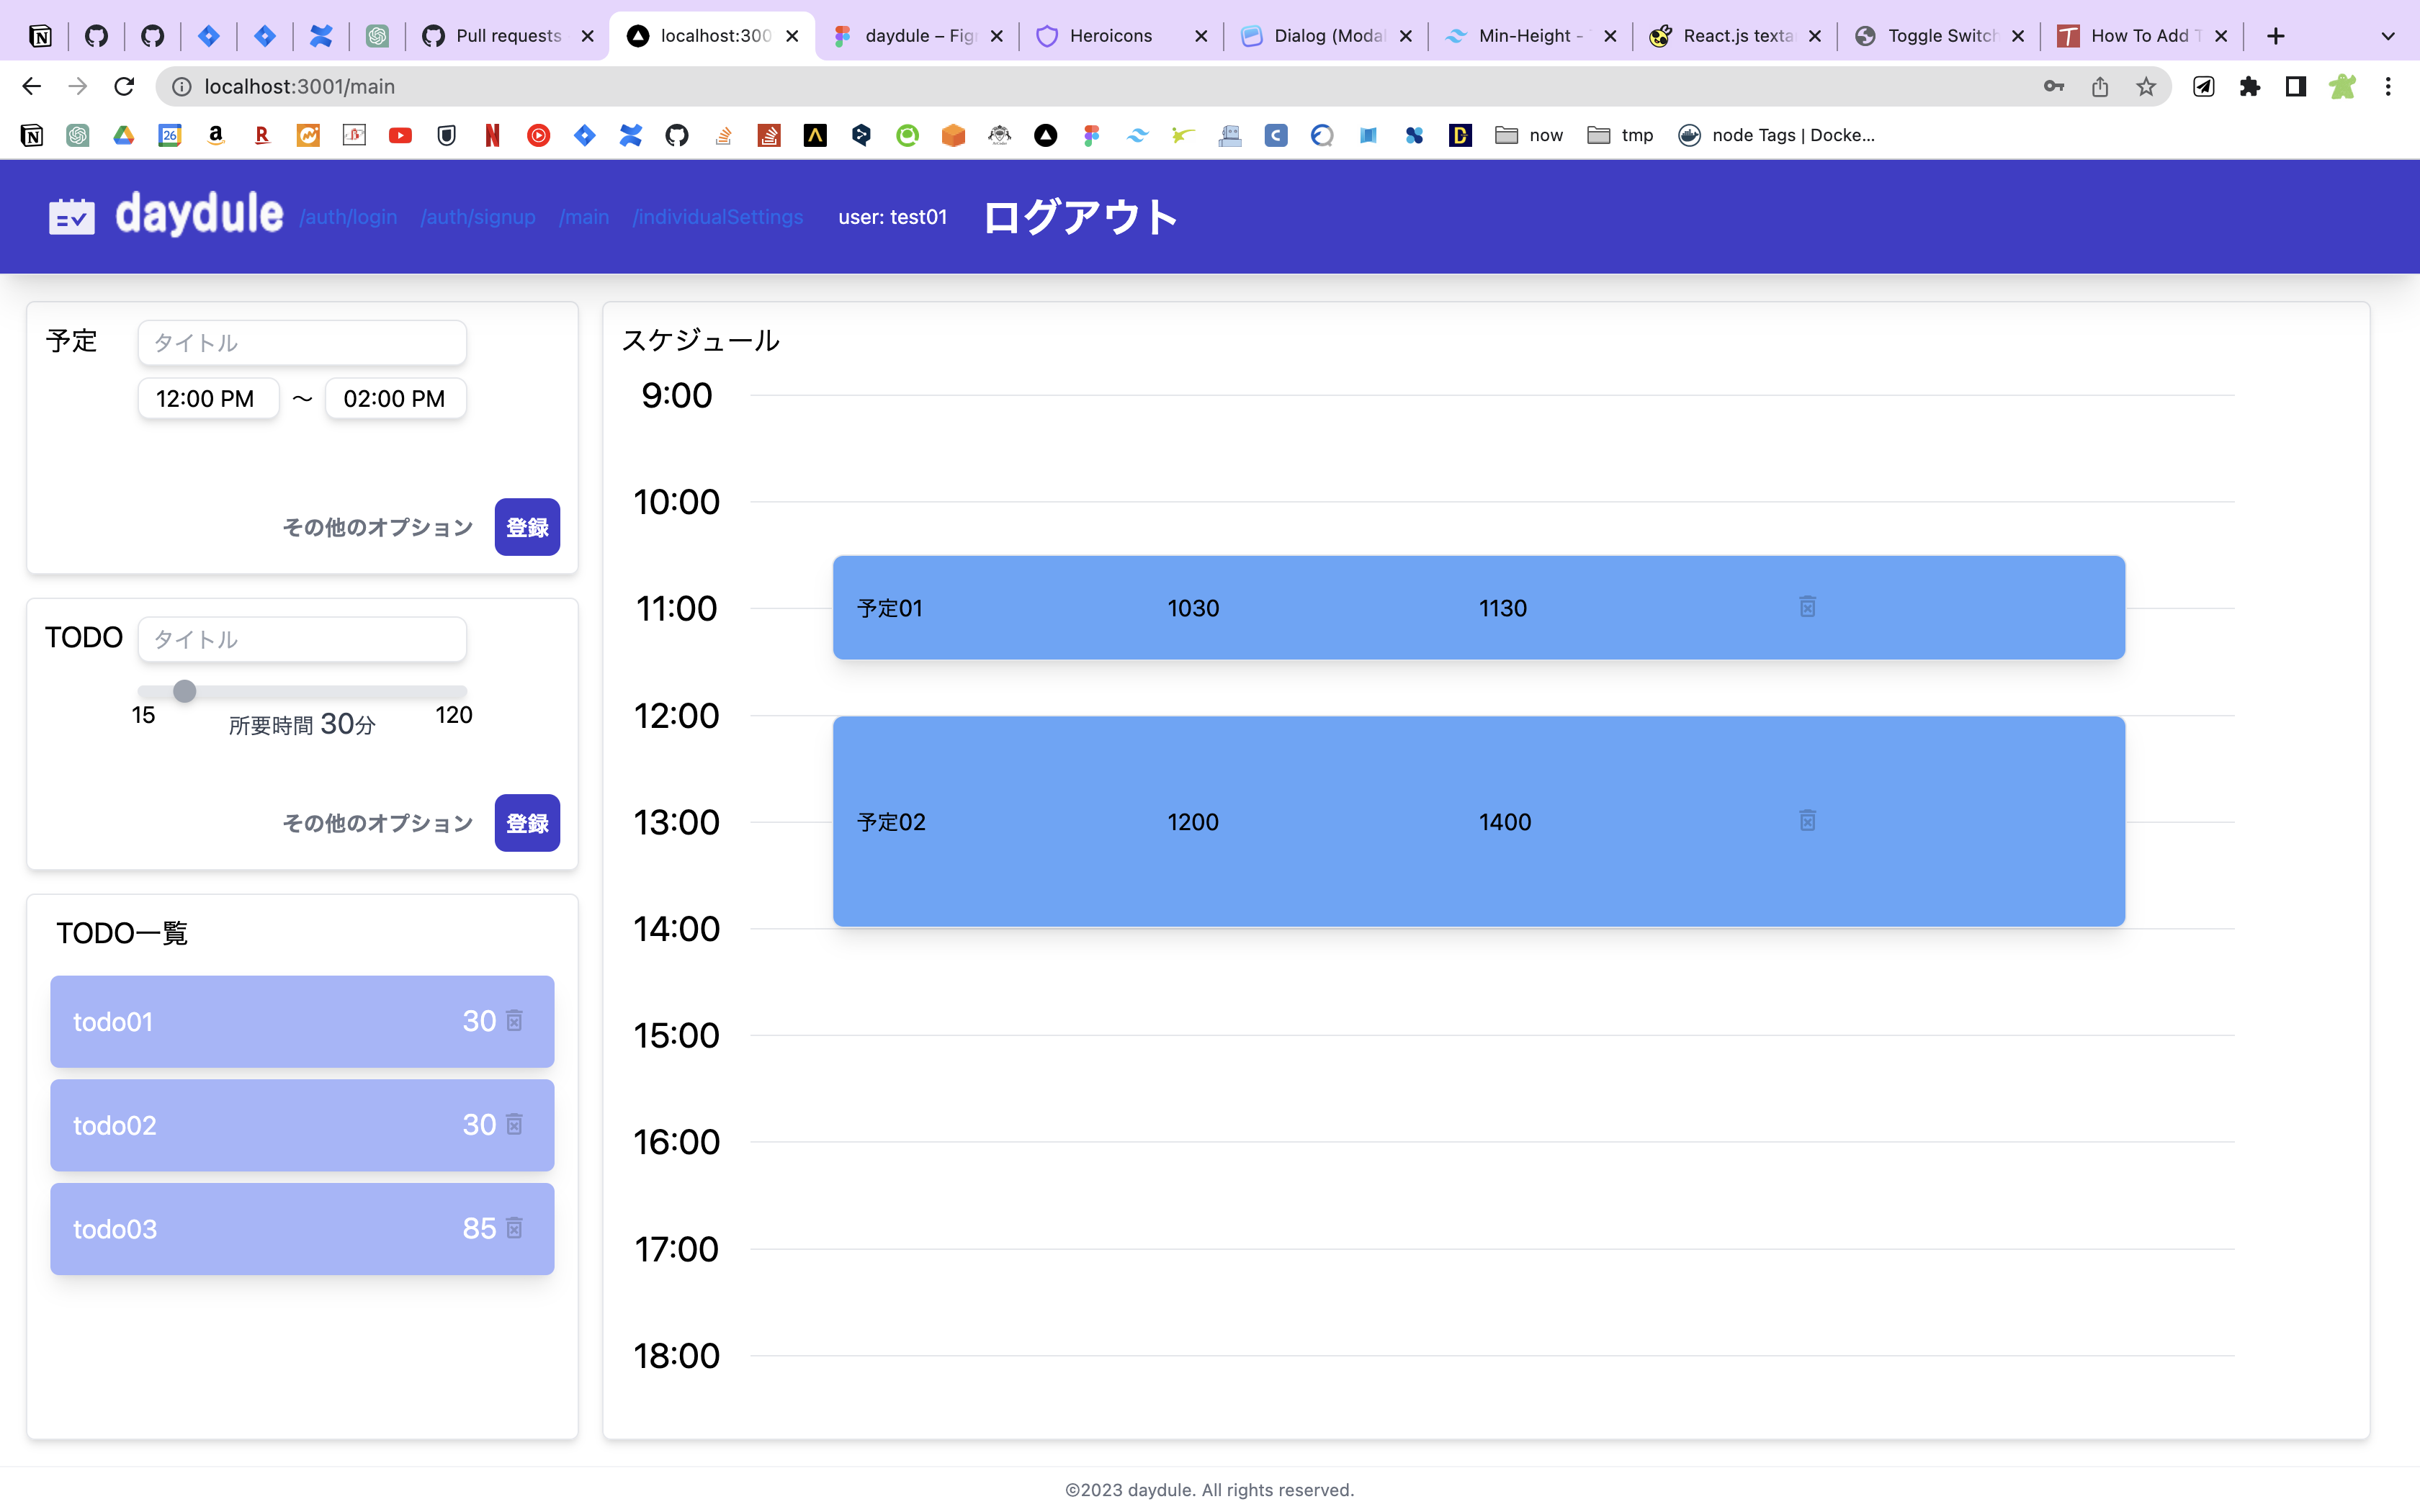 Pull requests
localhost:300
daydule – Fig
Heroicons
Dialog (Moda
Min-Height -
React.js texta
Toggle Switch
How To Add T
localhost:3001/main
now
tmp
node Tags | Docke...
daydule
/auth/login
/auth/signup
/main
/individualSettings
user: test01
ログアウト
予定
タイトル
12:00 PM ～ 02:00 PM
その他のオプション
登録
TODO
タイトル
15
所要時間 30分
120
その他のオプション
登録
TODO一覧
todo01 30
todo02 30
todo03 85
スケジュール
9:00
10:00
予定01 1030 1130
11:00
12:00
予定02 1200 1400
13:00
14:00
15:00
16:00
17:00
18:00
©2023 daydule. All rights reserved.